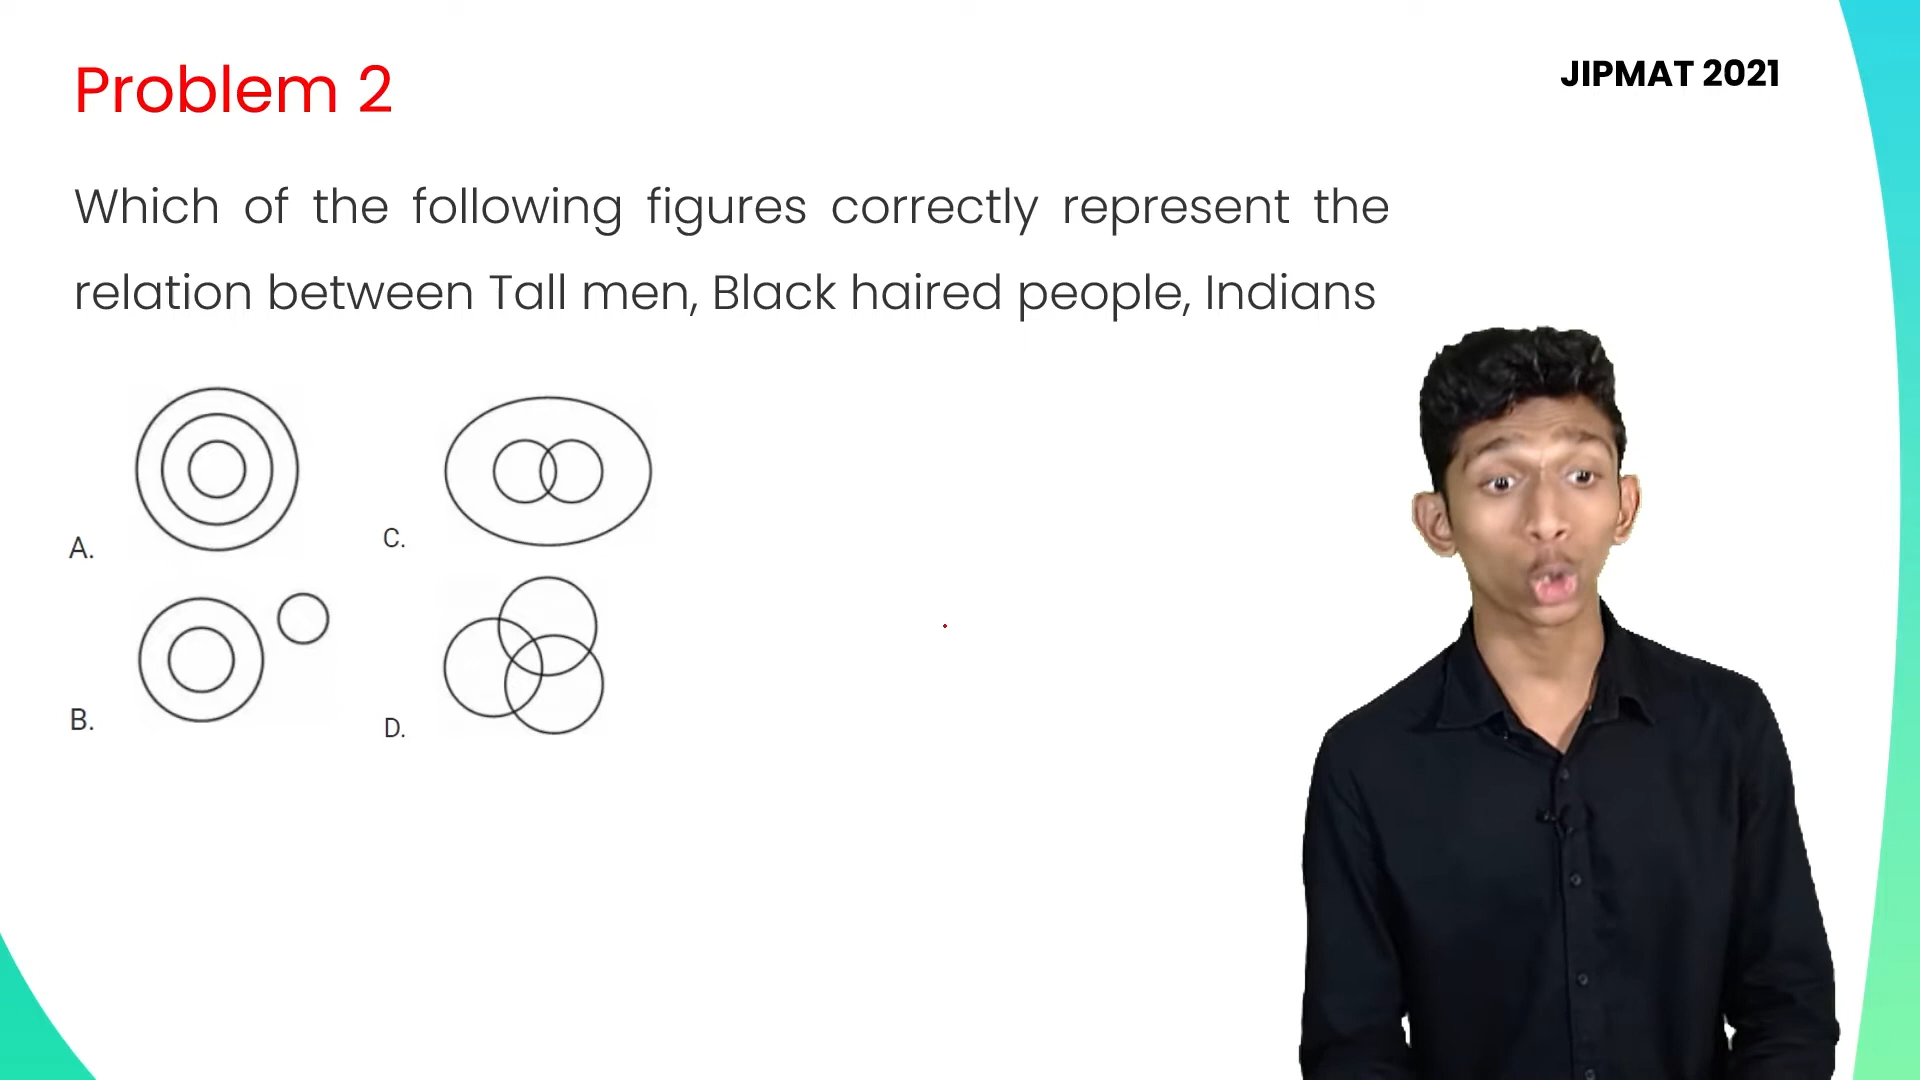 Problem 2
JIPMAT 2021
Which of the following figures correctly represent the
relation between Tall men, Black haired people, Indians
A.
C.
B.
D.